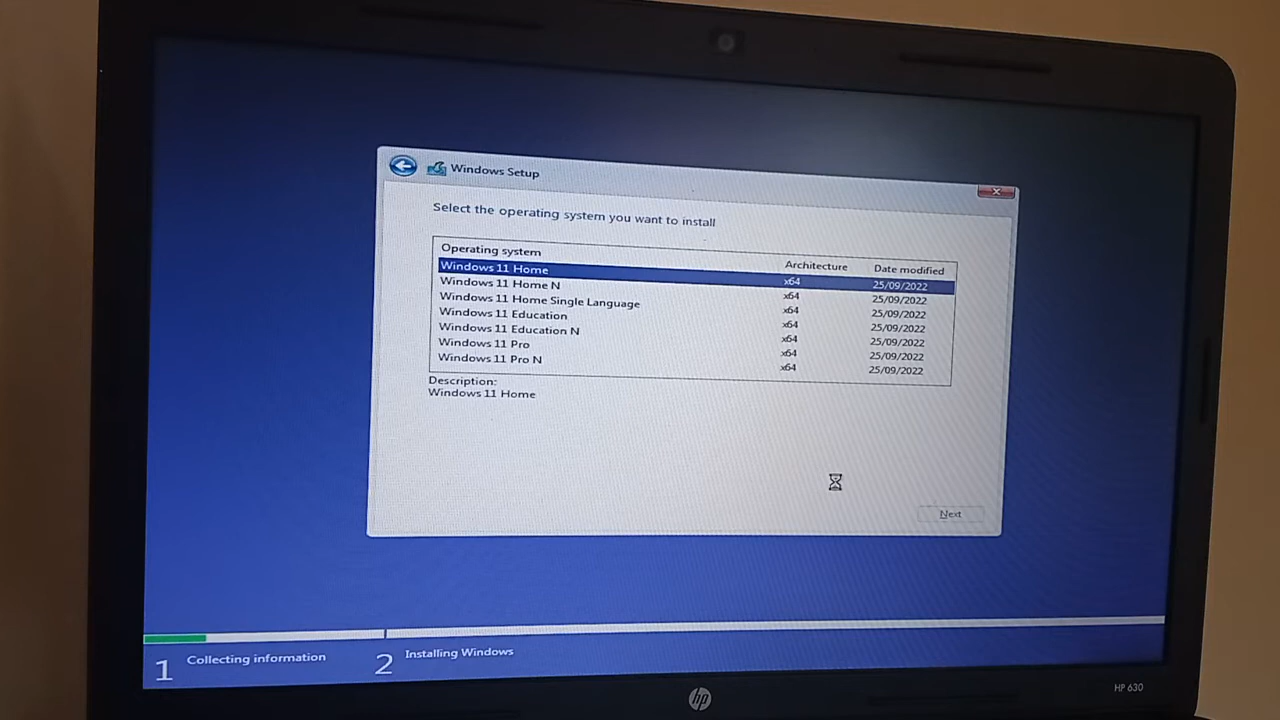 Windows Setup
Select the operating system you want to install
Operating system Architecture Date modified
Windows 11 Home x64 25/09/2022
Windows 11 Home N x64 25/09/2022
Windows 11 Home Single Language x64 25/09/2022
Windows 11 Education x64 25/09/2022
Windows 11 Education N x64 25/09/2022
Windows 11 Pro x64 25/09/2022
Windows 11 Pro N x64 25/09/2022
Description:
Windows 11 Home
Next
1 Collecting information
2 Installing Windows
hp
HP 630